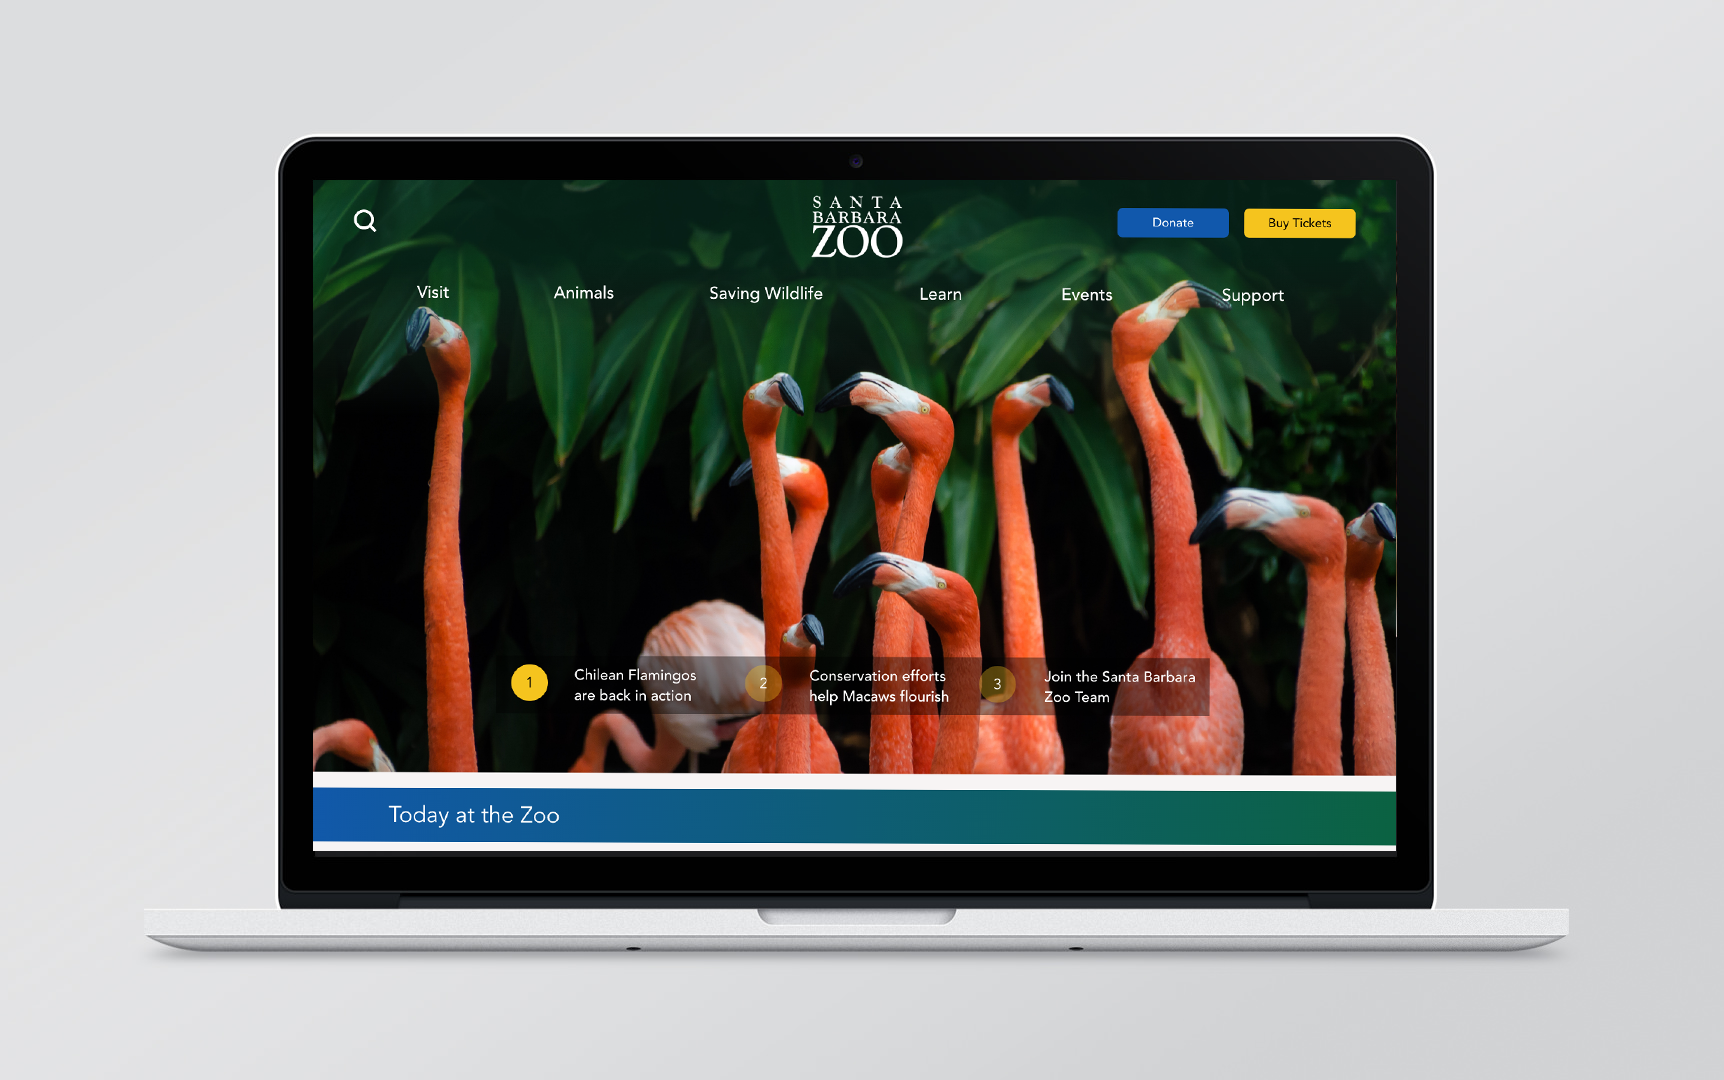 SANTA
BARBARA
ZOO
Donate
Buy Tickets
Visit
Animals
Saving Wildlife
Learn
Events
Support
1
Chilean Flamingos
are back in action
2
Conservation efforts
help Macaws flourish
3
Join the Santa Barbara
Zoo Team
Today at the Zoo